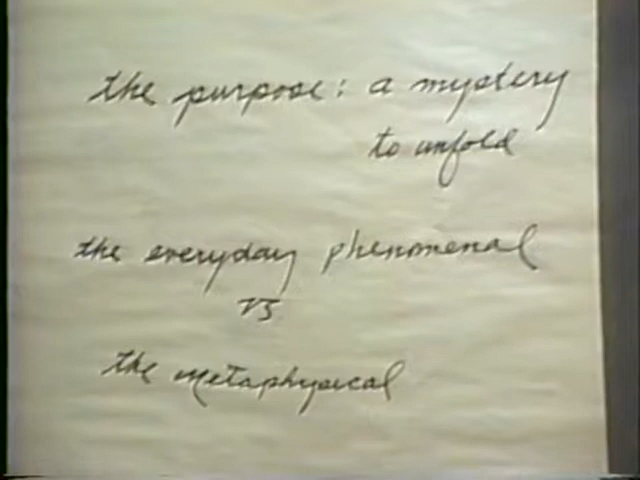 the purpose: a mystery
to unfold
the everyday phenomenal
vs
the metaphysical